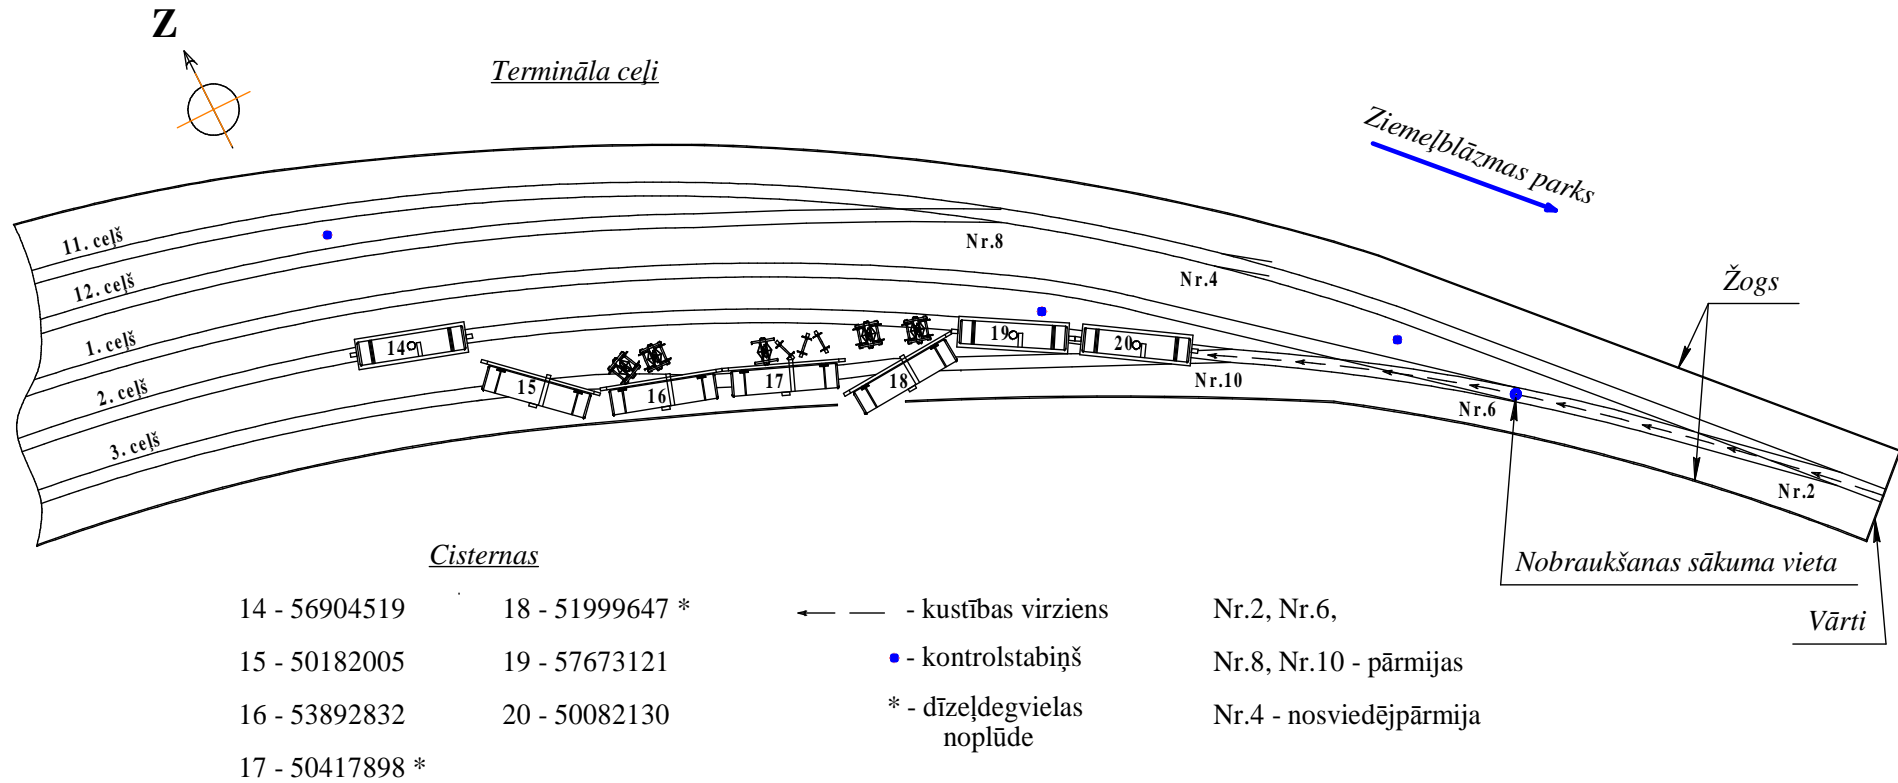 Z
Termināla ceļi
Ziemeļblāzmas parks
11. ceļš
12. ceļš
1. ceļš
2. ceļš
3. ceļš
Nr.8
Nr.4
Žogs
14
15
16
17
18
19
20
Nr.10
Nr.6
Nr.2
Nobraukšanas sākuma vieta
Vārti
Cisternas
14 - 56904519
15 - 50182005
16 - 53892832
17 - 50417898 *
18 - 51999647 *
19 - 57673121
20 - 50082130
- kustības virziens
- kontrolstabiņš
* - dīzeļdegvielas
noplūde
Nr.2, Nr.6,
Nr.8, Nr.10 - pārmijas
Nr.4 - nosviedējpārmija